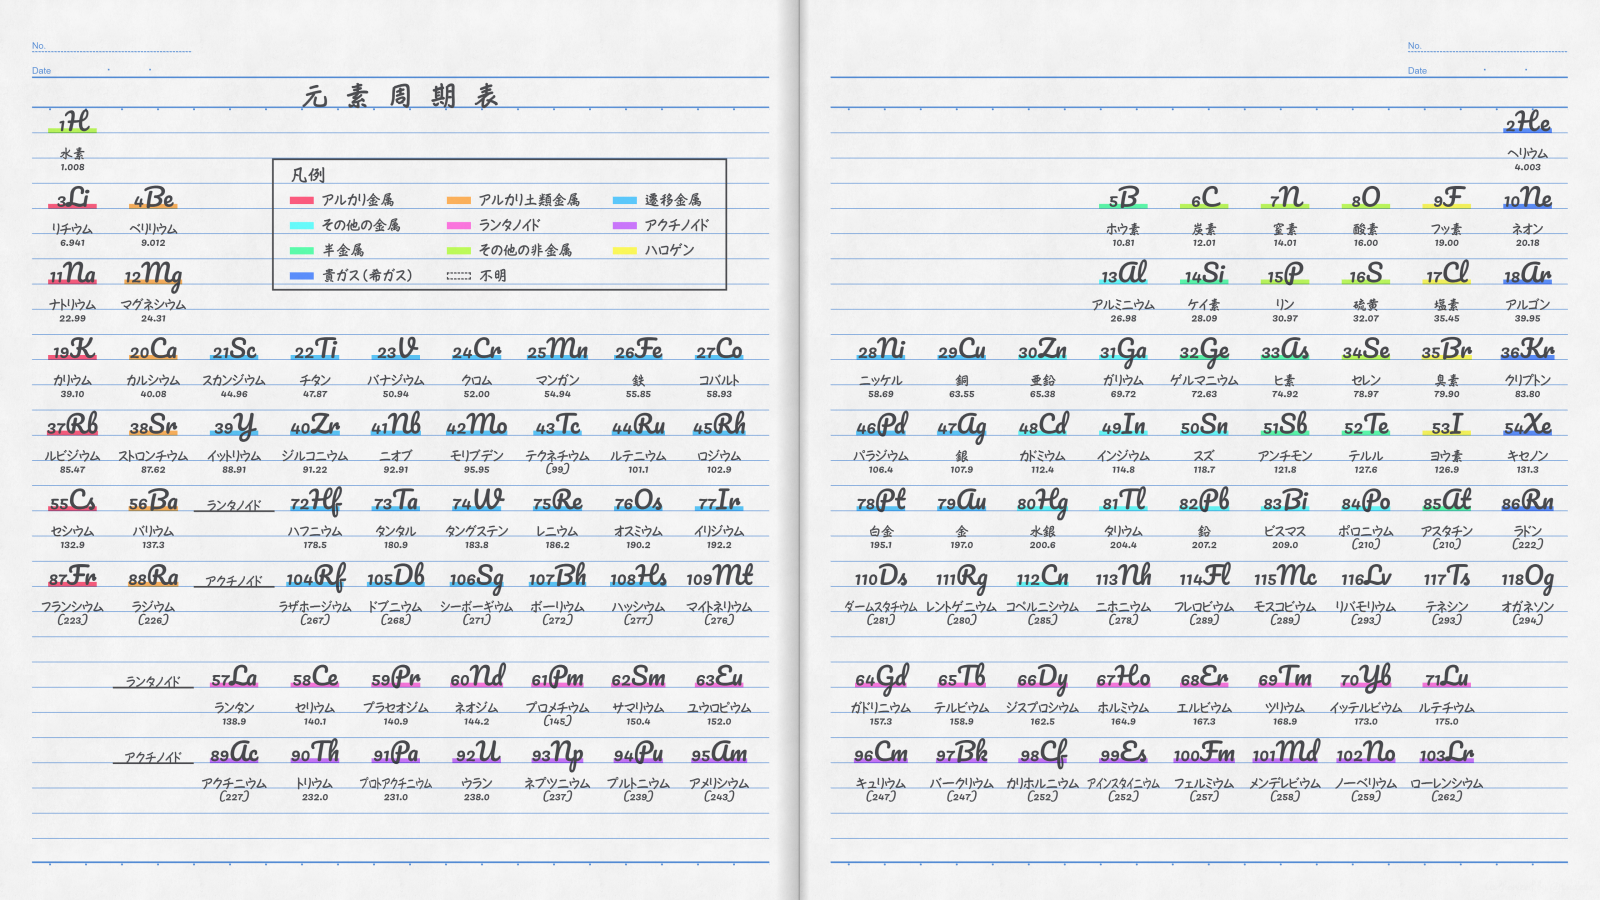 No.
No.
Date
Date
元素周期表
1H 2He
水素 ヘリウム
1.008 4.003
3Li 4Be 5B 6C 7N 8O 9F 10Ne
リチウム ベリリウム ホウ素 炭素 窒素 酸素 フッ素 ネオン
6.941 9.012 10.81 12.01 14.01 16.00 19.00 20.18
凡例
アルカリ金属 アルカリ土類金属 遷移金属
その他の金属 ランタノイド アクチノイド
半金属 その他の非金属 ハロゲン
貴ガス(希ガス) 不明
11Na 12Mg 13Al 14Si 15P 16S 17Cl 18Ar
ナトリウム マグネシウム アルミニウム ケイ素 リン 硫黄 塩素 アルゴン
22.99 24.31 26.98 28.09 30.97 32.07 35.45 39.95
19K 20Ca 21Sc 22Ti 23V 24Cr 25Mn 26Fe 27Co 28Ni 29Cu 30Zn 31Ga 32Ge 33As 34Se 35Br 36Kr
カリウム カルシウム スカンジウム チタン バナジウム クロム マンガン 鉄 コバルト ニッケル 銅 亜鉛 ガリウム ゲルマニウム ヒ素 セレン 臭素 クリプトン
39.10 40.08 44.96 47.87 50.94 52.00 54.94 55.85 58.93 58.69 63.55 65.38 69.72 72.63 74.92 78.97 79.90 83.80
37Rb 38Sr 39Y 40Zr 41Nb 42Mo 43Tc 44Ru 45Rh 46Pd 47Ag 48Cd 49In 50Sn 51Sb 52Te 53I 54Xe
ルビジウム ストロンチウム イットリウム ジルコニウム ニオブ モリブデン テクネチウム ルテニウム ロジウム パラジウム 銀 カドミウム インジウム スズ アンチモン テルル ヨウ素 キセノン
85.47 87.62 88.91 91.22 92.91 95.95 (99) 101.1 102.9 106.4 107.9 112.4 114.8 118.7 121.8 127.6 126.9 131.3
55Cs 56Ba ランタノイド 72Hf 73Ta 74W 75Re 76Os 77Ir 78Pt 79Au 80Hg 81Tl 82Pb 83Bi 84Po 85At 86Rn
セシウム バリウム ハフニウム タンタル タングステン レニウム オスミウム イリジウム 白金 金 水銀 タリウム 鉛 ビスマス ポロニウム アスタチン ラドン
132.9 137.3 178.5 180.9 183.8 186.2 190.2 192.2 195.1 197.0 200.6 204.4 207.2 209.0 (210) (210) (222)
87Fr 88Ra アクチノイド 104Rf 105Db 106Sg 107Bh 108Hs 109Mt 110Ds 111Rg 112Cn 113Nh 114Fl 115Mc 116Lv 117Ts 118Og
フランシウム ラジウム ラザホージウム ドブニウム シーボーギウム ボーリウム ハッシウム マイトネリウム ダームスタチウム レントゲニウム コペルニシウム ニホニウム フレロビウム モスコビウム リバモリウム テネシン オガネソン
(223) (226) (267) (268) (271) (272) (277) (276) (281) (280) (285) (278) (289) (289) (293) (293) (294)
ランタノイド 57La 58Ce 59Pr 60Nd 61Pm 62Sm 63Eu 64Gd 65Tb 66Dy 67Ho 68Er 69Tm 70Yb 71Lu
ランタン セリウム プラセオジム ネオジム プロメチウム サマリウム ユウロピウム ガドリニウム テルビウム ジスプロシウム ホルミウム エルビウム ツリウム イッテルビウム ルテチウム
138.9 140.1 140.9 144.2 (145) 150.4 152.0 157.3 158.9 162.5 164.9 167.3 168.9 173.0 175.0
アクチノイド 89Ac 90Th 91Pa 92U 93Np 94Pu 95Am 96Cm 97Bk 98Cf 99Es 100Fm 101Md 102No 103Lr
アクチニウム トリウム プロトアクチニウム ウラン ネプツニウム プルトニウム アメリシウム キュリウム バークリウム カリホルニウム アインスタイニウム フェルミウム メンデレビウム ノーベリウム ローレンシウム
(227) 232.0 231.0 238.0 (237) (239) (243) (247) (247) (252) (252) (257) (258) (259) (262)